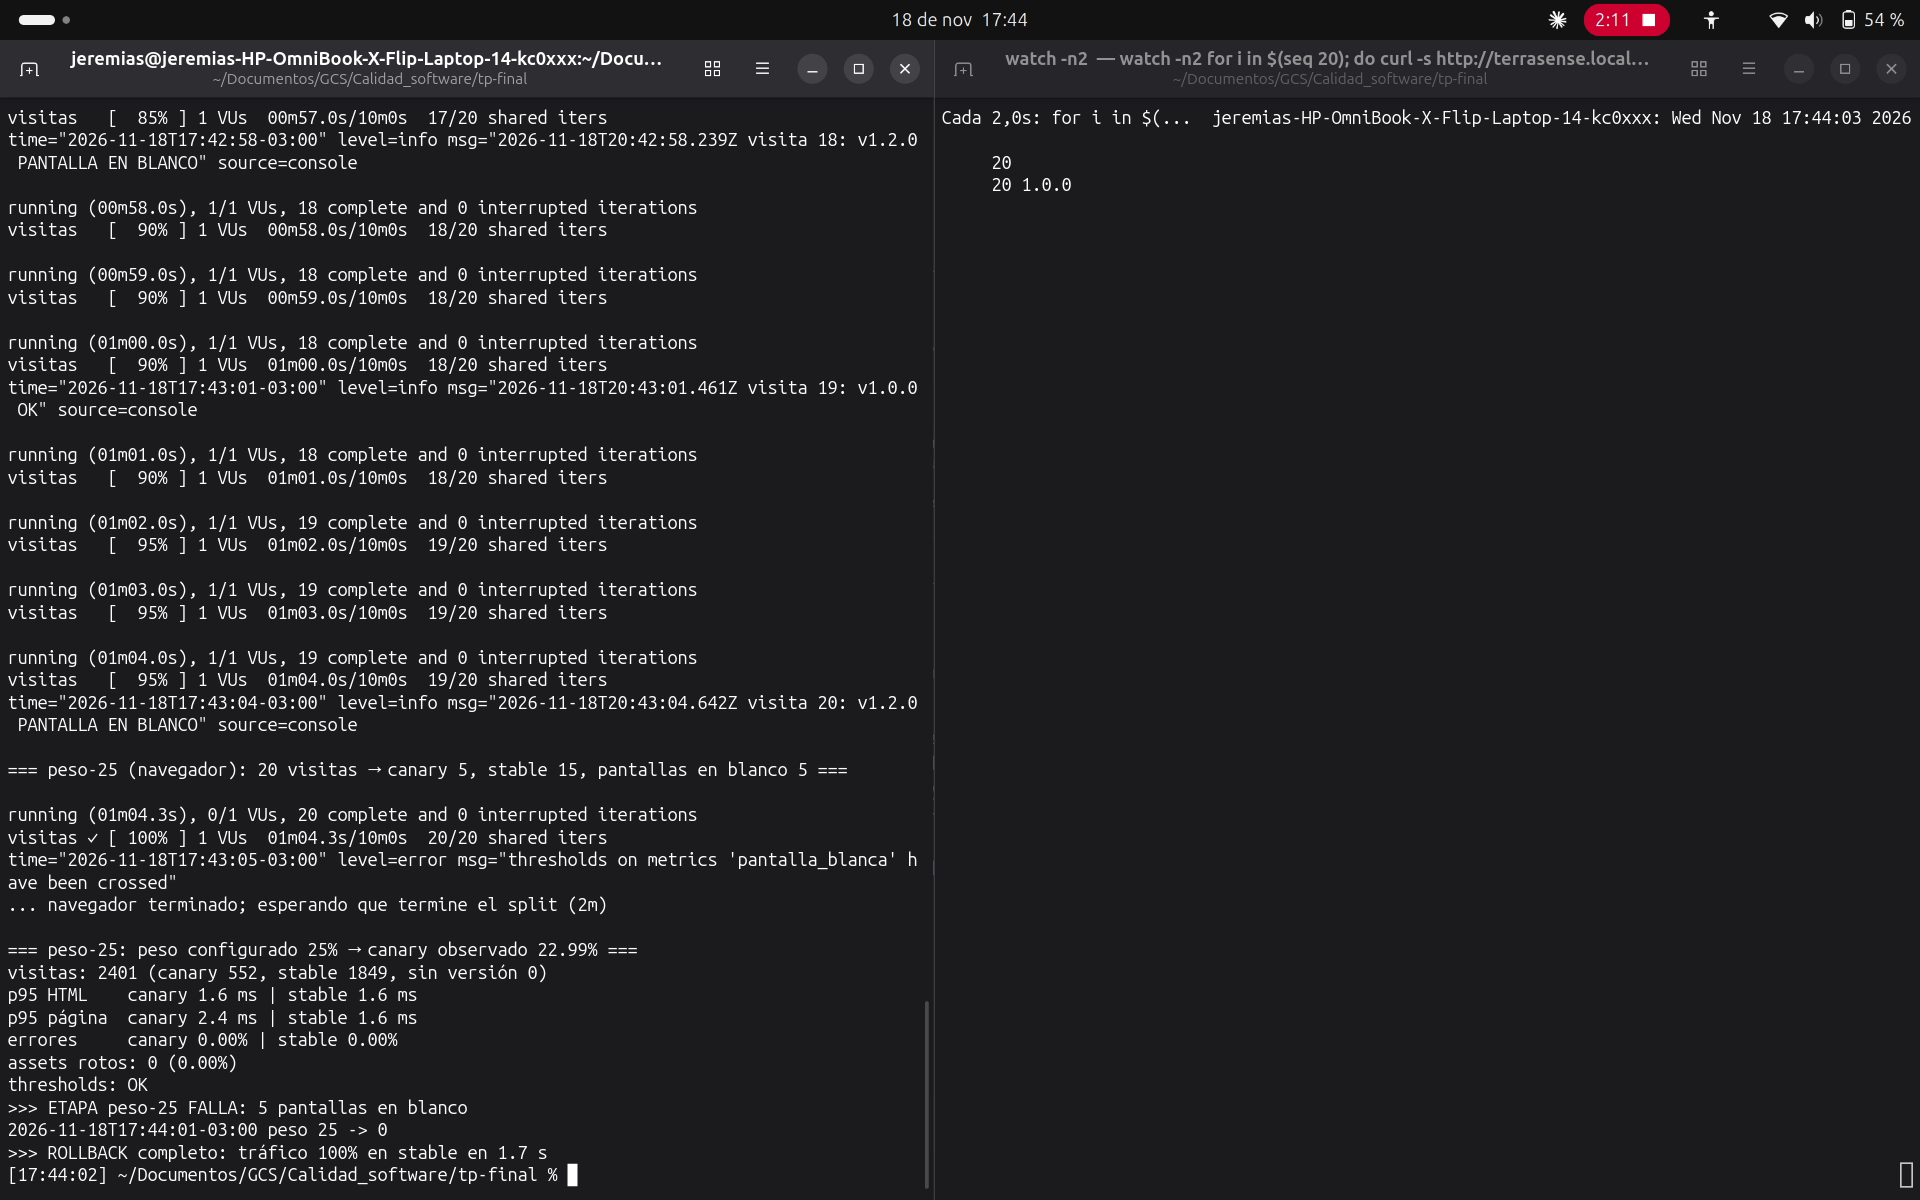 18 de nov 17:44
2:11
54 %
jeremias@jeremias-HP-OmniBook-X-Flip-Laptop-14-kc0xxx:~/Docu…
~/Documentos/GCS/Calidad_software/tp-final
visitas   [  85% ] 1 VUs  00m57.0s/10m0s  17/20 shared iters
time="2026-11-18T17:42:58-03:00" level=info msg="2026-11-18T20:42:58.239Z visita 18: v1.2.0
 PANTALLA EN BLANCO" source=console
running (00m58.0s), 1/1 VUs, 18 complete and 0 interrupted iterations
visitas   [  90% ] 1 VUs  00m58.0s/10m0s  18/20 shared iters
running (00m59.0s), 1/1 VUs, 18 complete and 0 interrupted iterations
visitas   [  90% ] 1 VUs  00m59.0s/10m0s  18/20 shared iters
running (01m00.0s), 1/1 VUs, 18 complete and 0 interrupted iterations
visitas   [  90% ] 1 VUs  01m00.0s/10m0s  18/20 shared iters
time="2026-11-18T17:43:01-03:00" level=info msg="2026-11-18T20:43:01.461Z visita 19: v1.0.0
 OK" source=console
running (01m01.0s), 1/1 VUs, 18 complete and 0 interrupted iterations
visitas   [  90% ] 1 VUs  01m01.0s/10m0s  18/20 shared iters
running (01m02.0s), 1/1 VUs, 19 complete and 0 interrupted iterations
visitas   [  95% ] 1 VUs  01m02.0s/10m0s  19/20 shared iters
running (01m03.0s), 1/1 VUs, 19 complete and 0 interrupted iterations
visitas   [  95% ] 1 VUs  01m03.0s/10m0s  19/20 shared iters
running (01m04.0s), 1/1 VUs, 19 complete and 0 interrupted iterations
visitas   [  95% ] 1 VUs  01m04.0s/10m0s  19/20 shared iters
time="2026-11-18T17:43:04-03:00" level=info msg="2026-11-18T20:43:04.642Z visita 20: v1.2.0
 PANTALLA EN BLANCO" source=console
=== peso-25 (navegador): 20 visitas → canary 5, stable 15, pantallas en blanco 5 ===
running (01m04.3s), 0/1 VUs, 20 complete and 0 interrupted iterations
visitas ✓ [ 100% ] 1 VUs  01m04.3s/10m0s  20/20 shared iters
time="2026-11-18T17:43:05-03:00" level=error msg="thresholds on metrics 'pantalla_blanca' h
ave been crossed"
... navegador terminado; esperando que termine el split (2m)
=== peso-25: peso configurado 25% → canary observado 22.99% ===
visitas: 2401 (canary 552, stable 1849, sin versión 0)
p95 HTML    canary 1.6 ms | stable 1.6 ms
p95 página  canary 2.4 ms | stable 1.6 ms
errores     canary 0.00% | stable 0.00%
assets rotos: 0 (0.00%)
thresholds: OK
>>> ETAPA peso-25 FALLA: 5 pantallas en blanco
2026-11-18T17:44:01-03:00 peso 25 -> 0
>>> ROLLBACK completo: tráfico 100% en stable en 1.7 s
[17:44:02] ~/Documentos/GCS/Calidad_software/tp-final %
watch -n2 — watch -n2 for i in $(seq 20); do curl -s http://terrasense.local…
~/Documentos/GCS/Calidad_software/tp-final
Cada 2,0s: for i in $(...  jeremias-HP-OmniBook-X-Flip-Laptop-14-kc0xxx: Wed Nov 18 17:44:03 2026
20
20 1.0.0